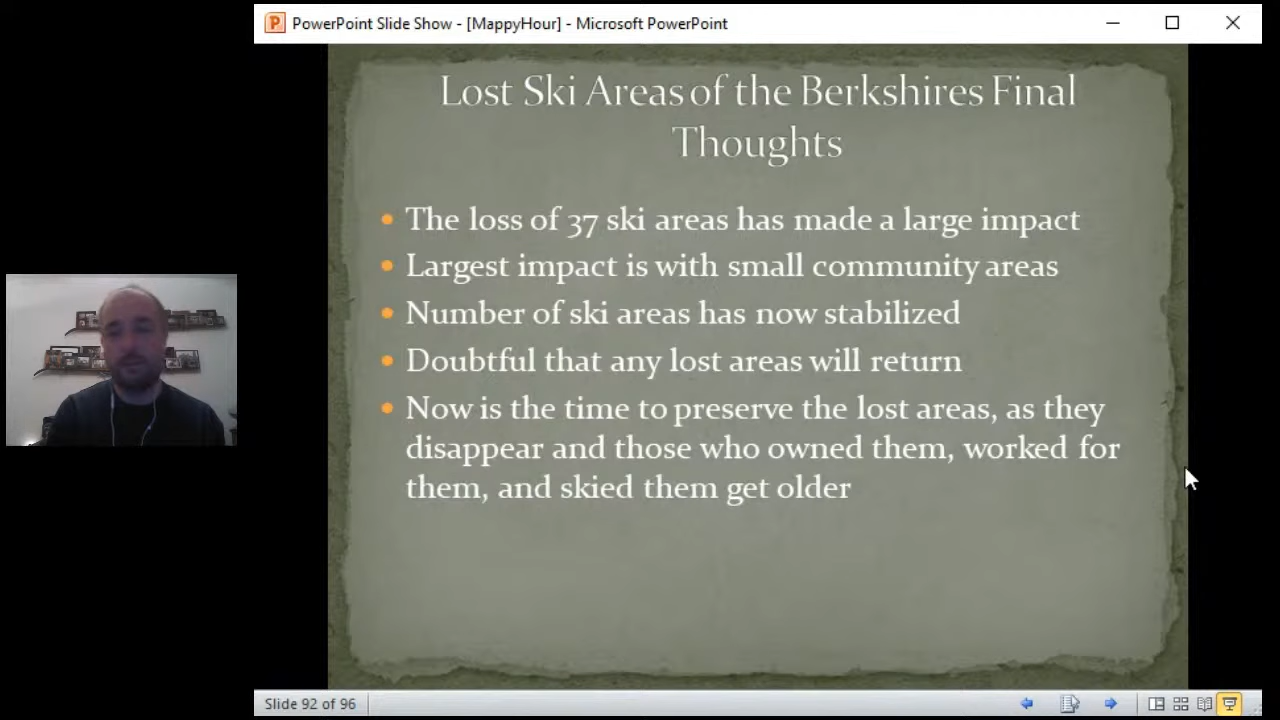 PowerPoint Slide Show - [MappyHour] - Microsoft PowerPoint
Lost Ski Areas of the Berkshires Final
Thoughts
The loss of 37 ski areas has made a large impact
Largest impact is with small community areas
Number of ski areas has now stabilized
Doubtful that any lost areas will return
Now is the time to preserve the lost areas, as they
disappear and those who owned them, worked for
them, and skied them get older
Slide 92 of 96